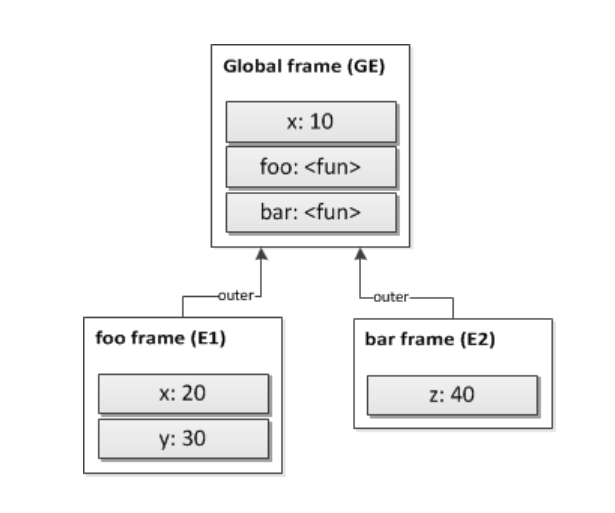 Global frame (GE)
x: 10
foo: <fun>
bar: <fun>
outer
outer
foo frame (E1)
x: 20
y: 30
bar frame (E2)
z: 40